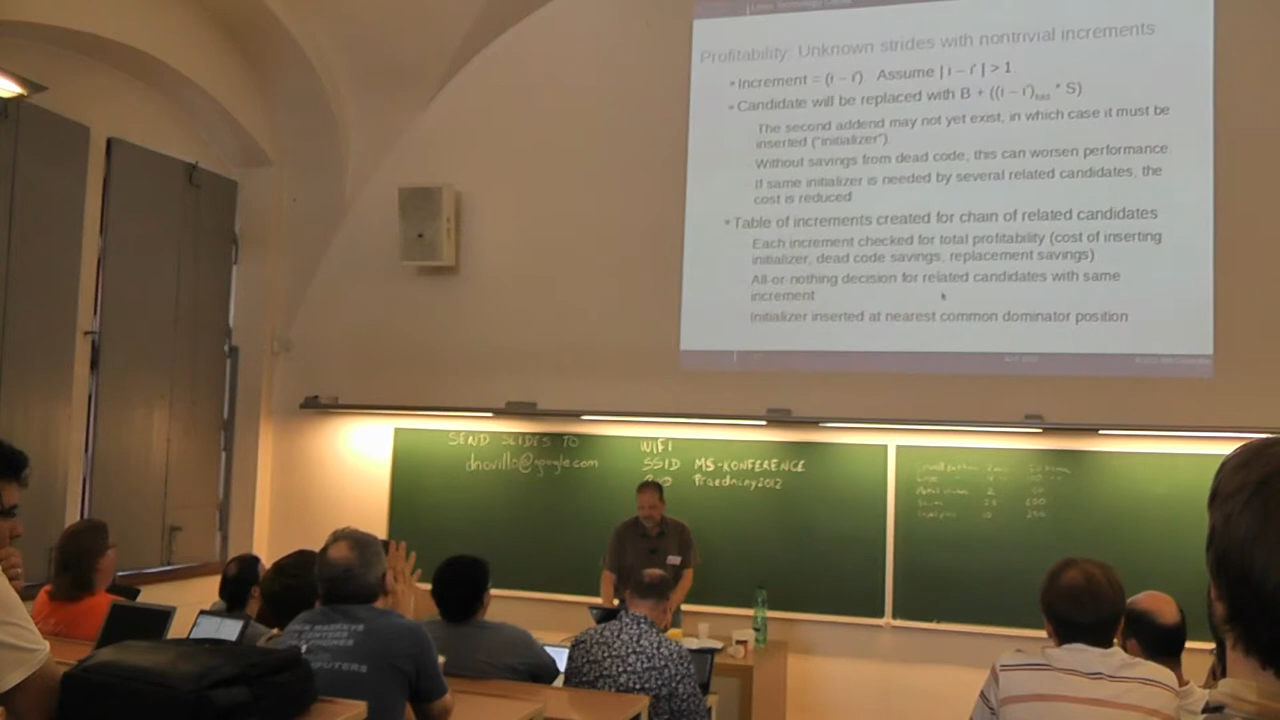 Profitability: Unknown strides with nontrivial increments
Increment = (i – i'). Assume | i – i' | > 1.
Candidate will be replaced with B + ((i – i') * S)
The second addend may not yet exist, in which case it must be
inserted ("initializer").
Without savings from dead code, this can worsen performance.
If same initializer is needed by several related candidates, the
cost is reduced
Table of increments created for chain of related candidates
Each increment checked for total profitability (cost of inserting
initializer, dead code savings, replacement savings)
All-or-nothing decision for related candidates with same
increment
Initializer inserted at nearest common dominator position
SEND SLIDES TO
dnovillo@google.com
WIFI
SSID MS-KONFERENCE
Praedniny2012
COMPUTERS